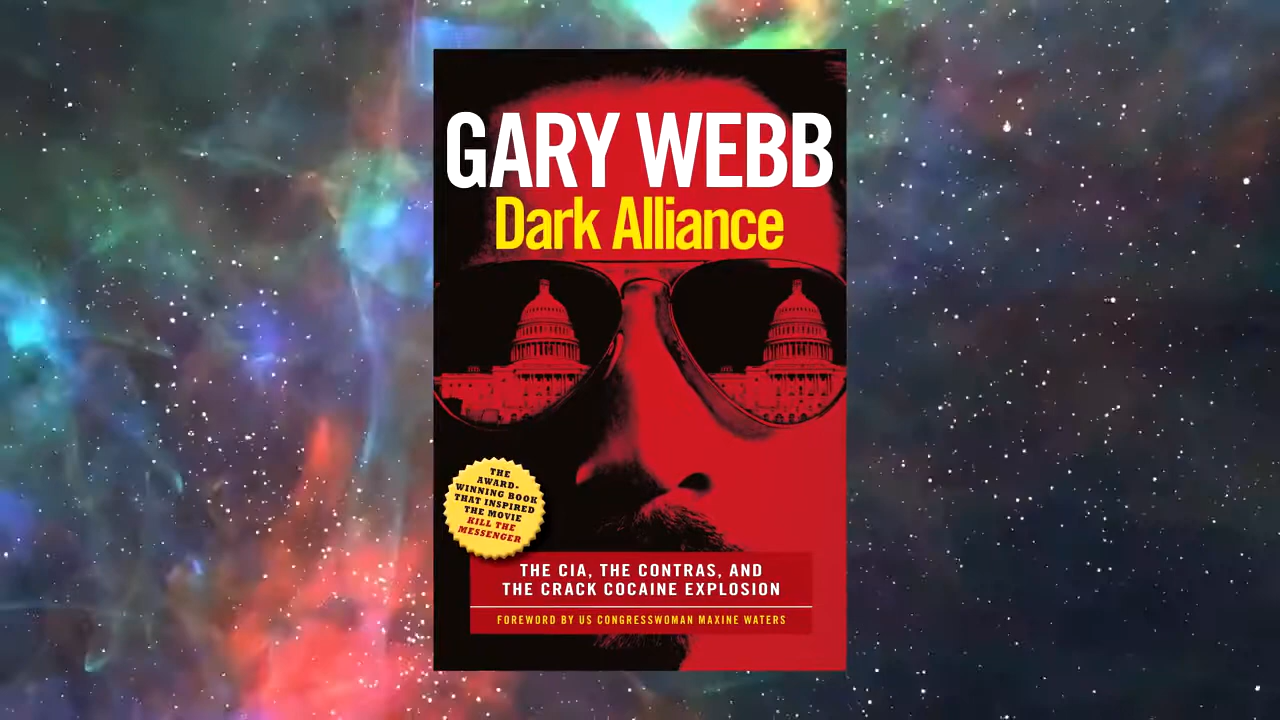 GARY WEBB
Dark Alliance
THE
AWARD-
WINNING BOOK
THAT INSPIRED
THE MOVIE
KILL THE
MESSENGER
THE CIA, THE CONTRAS, AND
THE CRACK COCAINE EXPLOSION
FOREWORD BY US CONGRESSWOMAN MAXINE WATERS